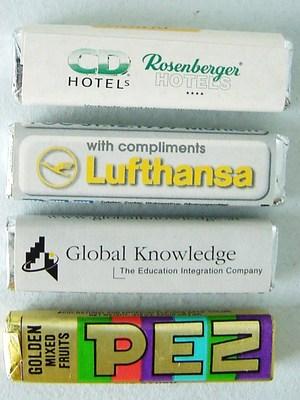 CD
HOTELS
Rosenberger
HOTELS
with compliments
Lufthansa
Global Knowledge
The Education Integration Company
GOLDEN
MIXED
FRUITS
PEZ